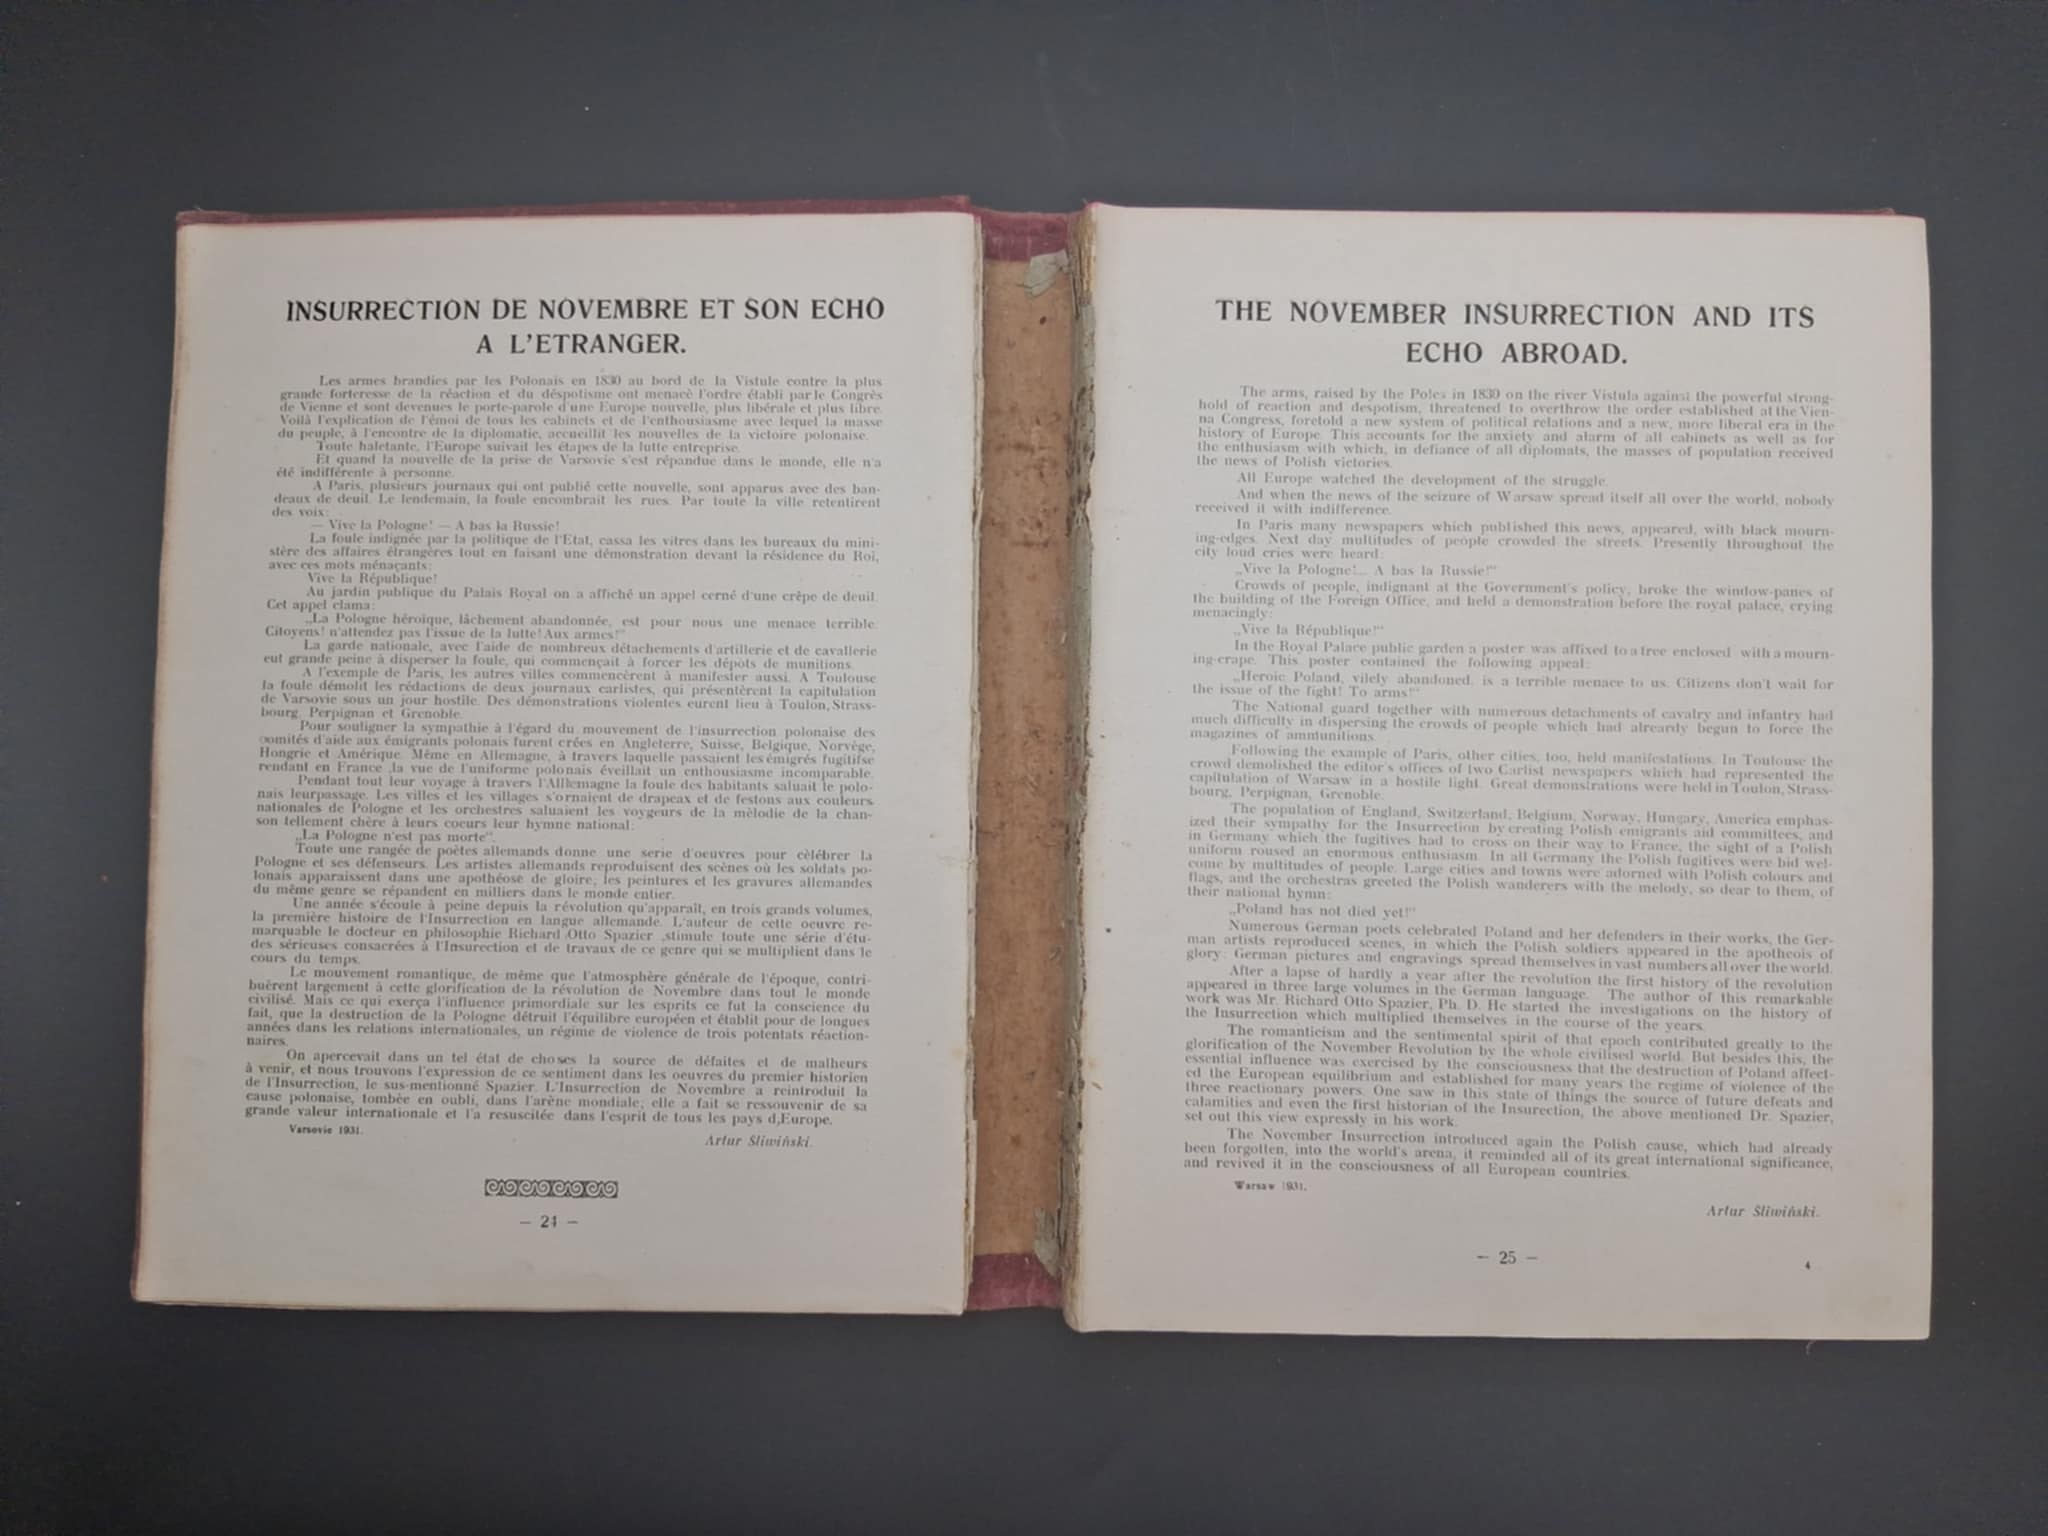 INSURRECTION DE NOVEMBRE ET SON ECHO
A L'ETRANGER.
Les armes brandies par les Polonais en 1830 au bord de la Vistule contre la plus
grande forteresse de la réaction et du déspotisme ont menacè l'ordre établi par le Congrès
de Vienne et sont devenues le porte-parole d'une Europe nouvelle, plus libérale et plus libre.
Voilà l'explication de l'émoi de tous les cabinets et de l'enthousiasme avec lequel la masse
du peuple, à l'encontre de la diplomatie, accueillit les nouvelles de la victoire polonaise.
Toute haletante, l'Europe suivait les étapes de la lutte entreprise.
Et quand la nouvelle de la prise de Varsovie s'est répandue dans le monde, elle n'a
été indifférente à personne.
A Paris, plusieurs journaux qui ont publié cette nouvelle, sont apparus avec des ban-
deaux de deuil. Le lendemain, la foule encombrait les rues. Par toute la ville retentirent
des voix:
— Vive la Pologne! — A bas la Russie!
La foule indignée par la politique de l'Etat, cassa les vitres dans les bureaux du mini-
stère des affaires étrangères tout en faisant une démonstration devant la résidence du Roi,
avec ces mots menaçants:
Vive la République!
Au jardin publique du Palais Royal on a affiché un appel cerné d'une crêpe de deuil.
Cet appel clama:
„La Pologne héroïque, lâchement abandonnée, est pour nous une menace terrible.
Citoyens! n'attendez pas l'issue de la lutte! Aux armes!"
La garde nationale, avec l'aide de nombreux détachements d'artillerie et de cavallerie
eut grande peine à disperser la foule, qui commençait à forcer les dépôts de munitions.
A l'exemple de Paris, les autres villes commencèrent à manifester aussi. A Toulouse
la foule démolit les rédactions de deux journaux carlistes, qui présentèrent la capitulation
de Varsovie sous un jour hostile. Des démonstrations violentes eurent lieu à Toulon, Strass-
bourg, Perpignan et Grenoble.
Pour souligner la sympathie à l'égard du mouvement de l'insurrection polonaise des
comités d'aide aux émigrants polonais furent crées en Angleterre, Suisse, Belgique, Norvège,
Hongrie et Amérique. Même en Allemagne, à travers laquelle passaient les émigrés fugitifse
rendant en France ,la vue de l'uniforme polonais éveillait un enthousiasme incomparable.
Pendant tout leur voyage à travers l'Alllemagne la foule des habitants saluait le polo-
nais leurpassage. Les villes et les villages s'ornaient de drapeax et de festons aux couleurs
nationales de Pologne et les orchestres saluaient les voygeurs de la mèlodie de la chan-
son tellement chère à leurs coeurs leur hymne national:
„La Pologne n'est pas morte"
Toute une rangée de poètes allemands donne une serie d'oeuvres pour cèlébrer la
Pologne et ses défenseurs. Les artistes allemands reproduisent des scènes où les soldats po-
lonais apparaissent dans une apothéose de gloire; les peintures et les gravures allemandes
du même genre se répandent en milliers dans le monde entier.
Une année s'écoule à peine depuis la révolution qu'apparaît, en trois grands volumes,
la première histoire de l'Insurrection en langue allemande. L'auteur de cette oeuvre re-
marquable le docteur en philosophie Richard Otto Spazier ,stimule toute une série d'étu-
des sérieuses consacrées à l'Insurection et de travaux de ce genre qui se multiplient dans le
cours du temps.
Le mouvement romantique, de même que l'atmosphère générale de l'époque, contri-
buèrent largement à cette glorification de la révolution de Novembre dans tout le monde
civilisé. Mais ce qui exerça l'influence primordiale sur les esprits ce fut la conscience du
fait, que la destruction de la Pologne détruit l'équilibre européen et établit pour de longues
années dans les relations internationales, un régime de violence de trois potentats réaction-
naires.
On apercevait dans un tel état de choses la source de défaites et de malheurs
à venir, et nous trouvons l'expression de ce sentiment dans les oeuvres du premier historien
de l'Insurrection, le sus-mentionné Spazier. L'Insurrection de Novembre a reintroduil la
cause polonaise, tombée en oubli, dans l'arène mondiale; elle a fait se ressouvenir de sa
grande valeur internationale et l'a resuscitée dans l'esprit de tous les pays d,Europe.
Varsovie 1931.
Artur Śliwiński.
— 24 —
THE NOVEMBER INSURRECTION AND ITS
ECHO ABROAD.
The arms, raised by the Poles in 1830 on the river Vistula against the powerful strong-
hold of reaction and despotism, threatened to overthrow the order established at the Vien-
na Congress, foretold a new system of political relations and a new, more liberal era in the
history of Europe. This accounts for the anxiety and alarm of all cabinets as well as for
the enthusiasm with which, in defiance of all diplomats, the masses of population received
the news of Polish victories.
All Europe watched the development of the struggle.
And when the news of the seizure of Warsaw spread itself all over the world, nobody
received it with indifference.
In Paris many newspapers which published this news, appeared, with black mourn-
ing-edges. Next day multitudes of people crowded the streets. Presently throughout the
city loud cries were heard:
„Vive la Pologne!... A bas la Russie!"
Crowds of people, indignant at the Government's policy, broke the window-panes of
the building of the Foreign Office, and held a demonstration before the royal palace, crying
menacingly:
„Vive la République!"
In the Royal Palace public garden a poster was affixed to a tree enclosed with a mourn-
ing-crape. This poster contained the following appeal:
„Heroic Poland, vilely abandoned, is a terrible menace to us. Citizens don't wait for
the issue of the fight! To arms!"
The National guard together with numerous detachments of cavalry and infantry had
much difficulty in dispersing the crowds of people which had alreardy begun to force the
magazines of ammunitions.
Following the example of Paris, other cities, too, held manifestations. In Toulouse the
crowd demolished the editor's offices of two Carlist newspapers which had represented the
capitulation of Warsaw in a hostile light. Great demonstrations were held in Toulon, Strass-
bourg, Perpignan, Grenoble.
The population of England, Switzerland, Belgium, Norway, Hungary, America emphas-
ized their sympathy for the Insurrection by creating Polish emigrants aid committees, and
in Germany which the fugitives had to cross on their way to France, the sight of a Polish
uniform roused an enormous enthusiasm. In all Germany the Polish fugitives were bid wel-
come by multitudes of people. Large cities and towns were adorned with Polish colours and
flags, and the orchestras greeted the Polish wanderers with the melody, so dear to them, of
their national hymn:
„Poland has not died yet!"
Numerous German poets celebrated Poland and her defenders in their works, the Ger-
man artists reproduced scenes, in which the Polish soldiers appeared in the apotheois of
glory: German pictures and engravings spread themselves in vast numbers all over the world.
After a lapse of hardly a year after the revolution the first history of the revolution
appeared in three large volumes in the German language. The author of this remarkable
work was Mr. Richard Otto Spazier, Ph. D. He started the investigations on the history of
the Insurrection which multiplied themselves in the course of the years.
The romanticism and the sentimental spirit of that epoch contributed greatly to the
glorification of the November Revolution by the whole civilised world. But besides this, the
essential influence was exercised by the consciousness that the destruction of Poland affect-
ed the European equilibrium and established for many years the regime of violence of the
three reactionary powers. One saw in this state of things the source of future defeats and
calamities and even the first historian of the Insurrection, the above mentioned Dr. Spazier,
set out this view expressly in his work.
The November Insurrection introduced again the Polish cause, which had already
been forgotten, into the world's arena, it reminded all of its great international significance,
and revived it in the consciousness of all European countries.
Warsaw 1931.
Artur Śliwiński.
— 25 —
4